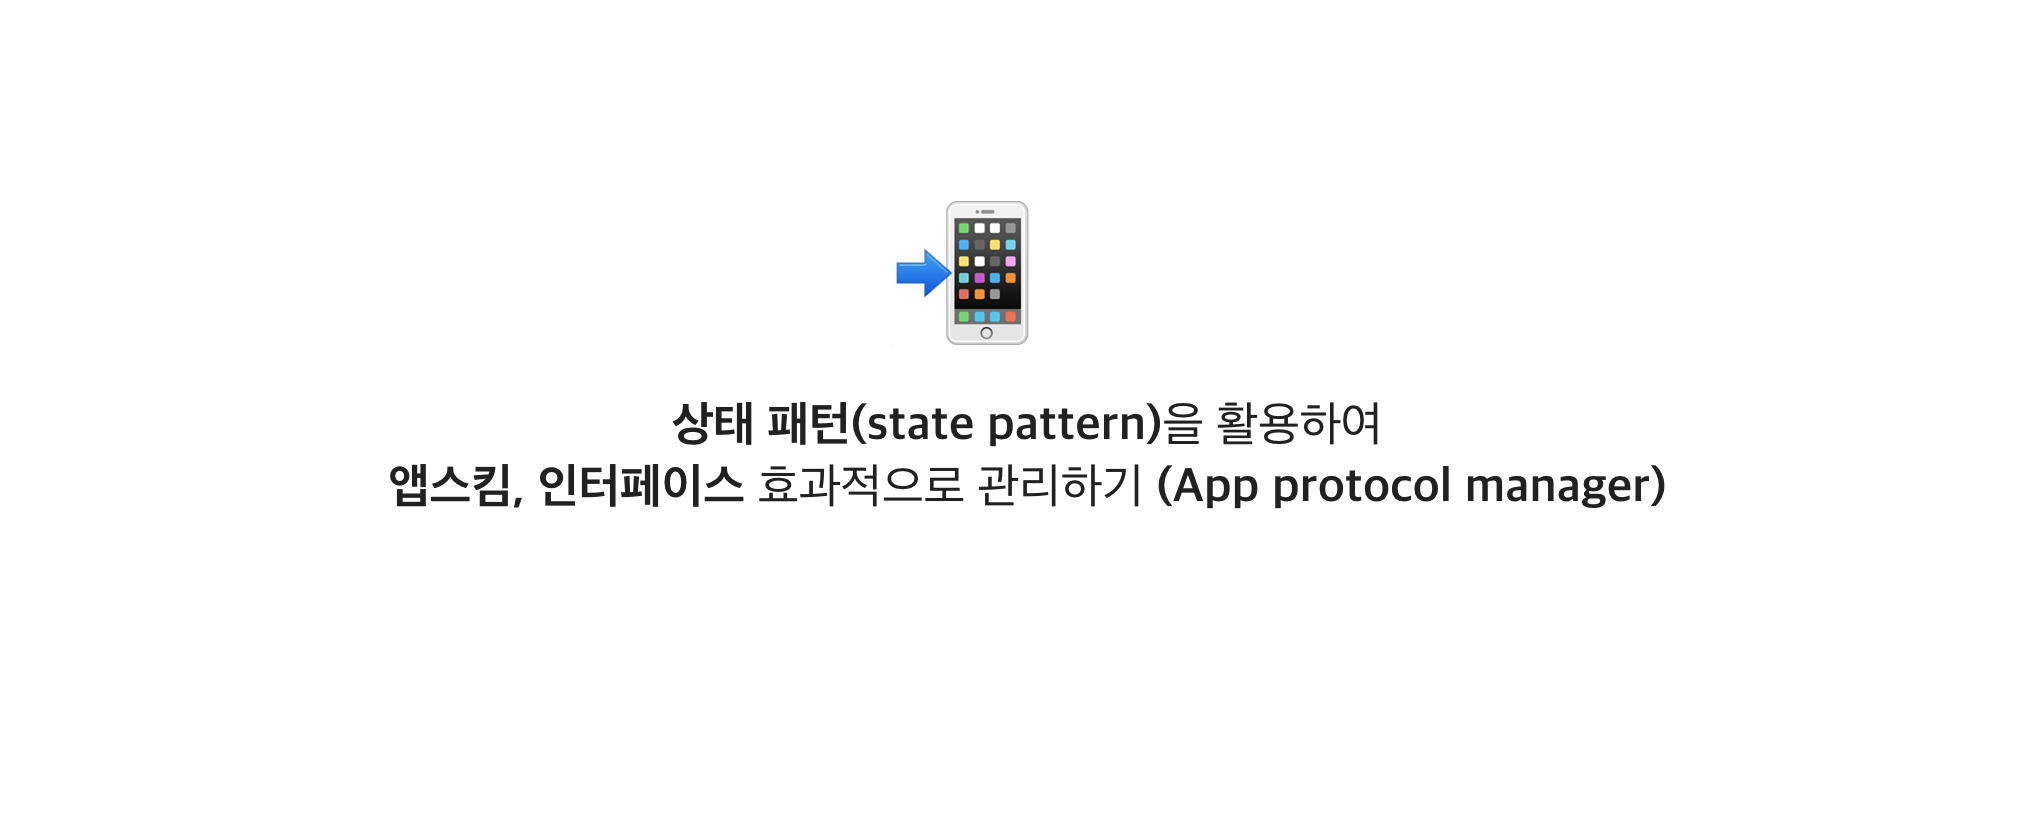 상태 패턴(state pattern)을 활용하여
앱스킴, 인터페이스 효과적으로 관리하기 (App protocol manager)